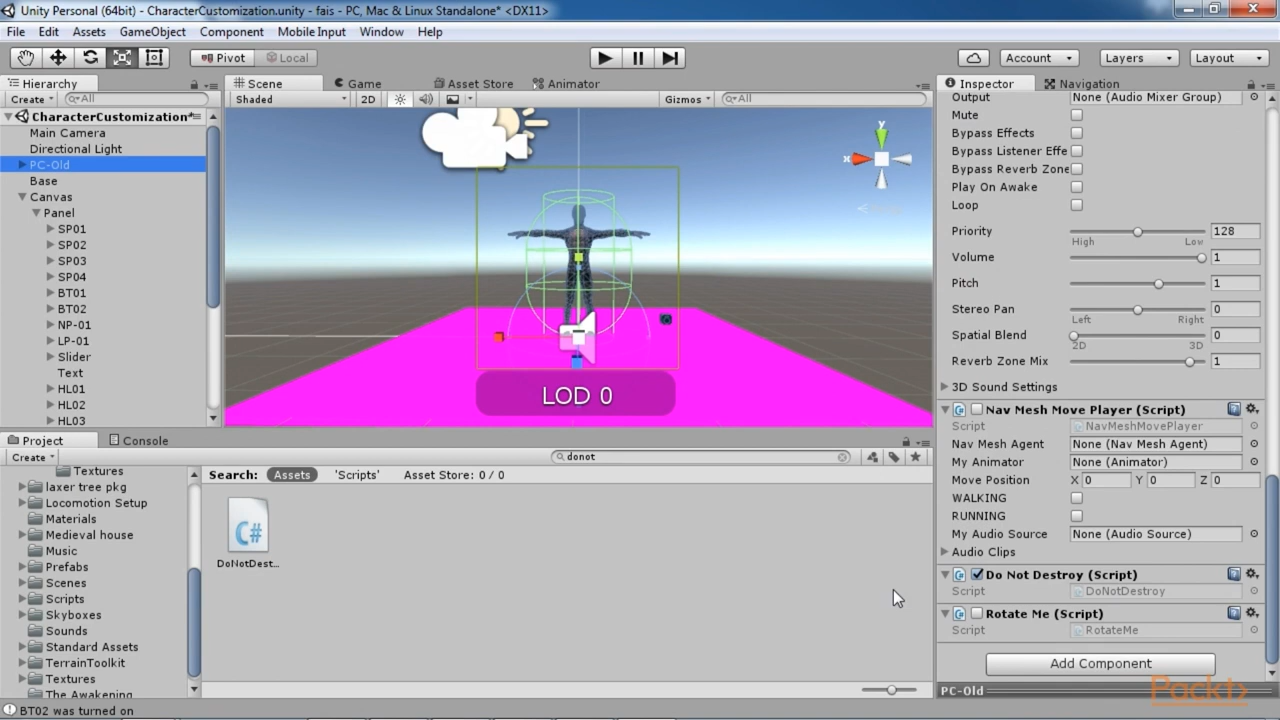 Unity Personal (64bit) - CharacterCustomization.unity - fais - PC, Mac & Linux Standalone* <DX11>
File Edit Assets GameObject Component Mobile Input Window Help
Pivot Local Account Layers Layout
Hierarchy
Create All
CharacterCustomization*
Main Camera
Directional Light
PC-Old
Base
Canvas
Panel
SP01
SP02
SP03
SP04
BT01
BT02
NP-01
LP-01
Slider
Text
HL01
HL02
HL03
Scene Game Asset Store Animator
Shaded 2D Gizmos All
y
x
LOD 0
Inspector Navigation
Output None (Audio Mixer Group)
Mute
Bypass Effects
Bypass Listener Effe
Bypass Reverb Zone
Play On Awake
Loop
Priority 128
High Low
Volume 1
Pitch 1
Stereo Pan 0
Left Right
Spatial Blend 0
2D 3D
Reverb Zone Mix 1
3D Sound Settings
Nav Mesh Move Player (Script)
Script NavMeshMovePlayer
Nav Mesh Agent None (Nav Mesh Agent)
My Animator None (Animator)
Move Position X 0 Y 0 Z 0
WALKING
RUNNING
My Audio Source None (Audio Source)
Audio Clips
Do Not Destroy (Script)
Script DoNotDestroy
Rotate Me (Script)
Script RotateMe
Add Component
PC-Old
Packt>
Project Console
Create donot
Textures
laxer tree pkg
Locomotion Setup
Materials
Medieval house
Music
Prefabs
Scenes
Scripts
Skyboxes
Sounds
Standard Assets
TerrainToolkit
Textures
The Awakening
Search: Assets 'Scripts' Asset Store: 0 / 0
C#
DoNotDest...
BT02 was turned on